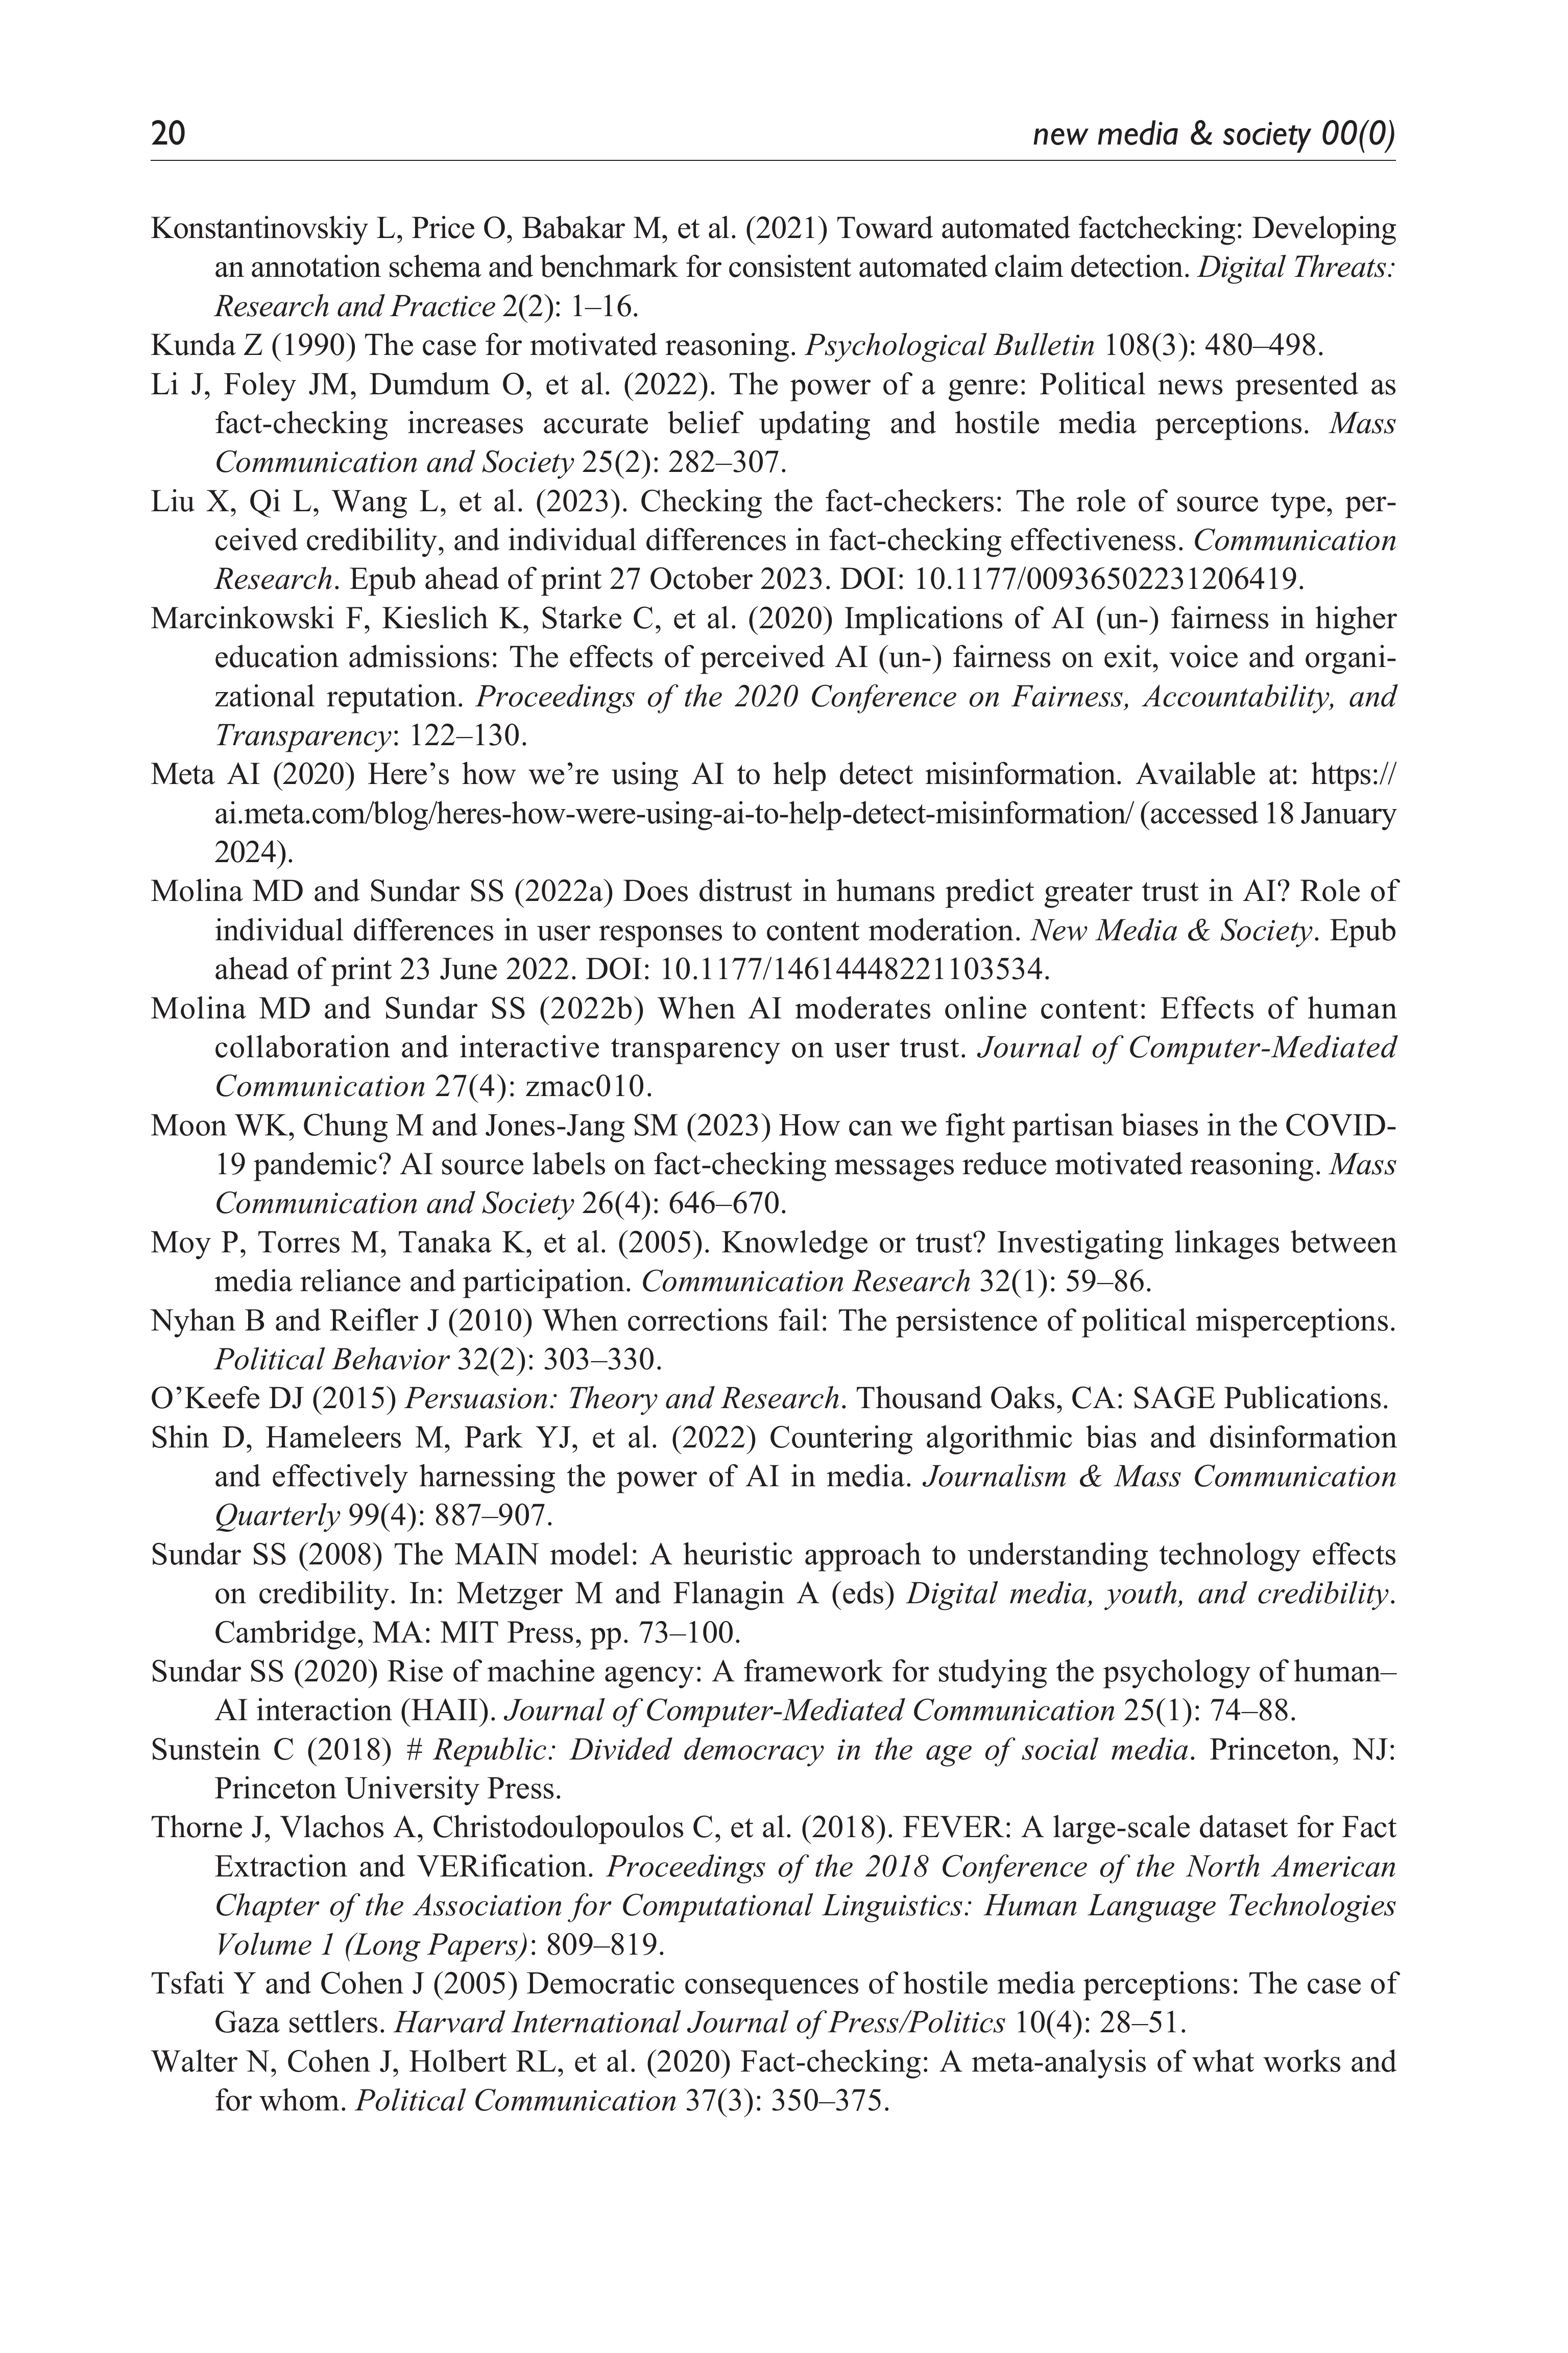 20
new media & society 00(0)
Konstantinovskiy L, Price O, Babakar M, et al. (2021) Toward automated factchecking: Developing
an annotation schema and benchmark for consistent automated claim detection. Digital Threats:
Research and Practice 2(2): 1–16.
Kunda Z (1990) The case for motivated reasoning. Psychological Bulletin 108(3): 480–498.
Li J, Foley JM, Dumdum O, et al. (2022). The power of a genre: Political news presented as
fact-checking increases accurate belief updating and hostile media perceptions. Mass
Communication and Society 25(2): 282–307.
Liu X, Qi L, Wang L, et al. (2023). Checking the fact-checkers: The role of source type, per-
ceived credibility, and individual differences in fact-checking effectiveness. Communication
Research. Epub ahead of print 27 October 2023. DOI: 10.1177/00936502231206419.
Marcinkowski F, Kieslich K, Starke C, et al. (2020) Implications of AI (un-) fairness in higher
education admissions: The effects of perceived AI (un-) fairness on exit, voice and organi-
zational reputation. Proceedings of the 2020 Conference on Fairness, Accountability, and
Transparency: 122–130.
Meta AI (2020) Here’s how we’re using AI to help detect misinformation. Available at: https://
ai.meta.com/blog/heres-how-were-using-ai-to-help-detect-misinformation/ (accessed 18 January
2024).
Molina MD and Sundar SS (2022a) Does distrust in humans predict greater trust in AI? Role of
individual differences in user responses to content moderation. New Media & Society. Epub
ahead of print 23 June 2022. DOI: 10.1177/14614448221103534.
Molina MD and Sundar SS (2022b) When AI moderates online content: Effects of human
collaboration and interactive transparency on user trust. Journal of Computer-Mediated
Communication 27(4): zmac010.
Moon WK, Chung M and Jones-Jang SM (2023) How can we fight partisan biases in the COVID-
19 pandemic? AI source labels on fact-checking messages reduce motivated reasoning. Mass
Communication and Society 26(4): 646–670.
Moy P, Torres M, Tanaka K, et al. (2005). Knowledge or trust? Investigating linkages between
media reliance and participation. Communication Research 32(1): 59–86.
Nyhan B and Reifler J (2010) When corrections fail: The persistence of political misperceptions.
Political Behavior 32(2): 303–330.
O’Keefe DJ (2015) Persuasion: Theory and Research. Thousand Oaks, CA: SAGE Publications.
Shin D, Hameleers M, Park YJ, et al. (2022) Countering algorithmic bias and disinformation
and effectively harnessing the power of AI in media. Journalism & Mass Communication
Quarterly 99(4): 887–907.
Sundar SS (2008) The MAIN model: A heuristic approach to understanding technology effects
on credibility. In: Metzger M and Flanagin A (eds) Digital media, youth, and credibility.
Cambridge, MA: MIT Press, pp. 73–100.
Sundar SS (2020) Rise of machine agency: A framework for studying the psychology of human–
AI interaction (HAII). Journal of Computer-Mediated Communication 25(1): 74–88.
Sunstein C (2018) # Republic: Divided democracy in the age of social media. Princeton, NJ:
Princeton University Press.
Thorne J, Vlachos A, Christodoulopoulos C, et al. (2018). FEVER: A large-scale dataset for Fact
Extraction and VERification. Proceedings of the 2018 Conference of the North American
Chapter of the Association for Computational Linguistics: Human Language Technologies
Volume 1 (Long Papers): 809–819.
Tsfati Y and Cohen J (2005) Democratic consequences of hostile media perceptions: The case of
Gaza settlers. Harvard International Journal of Press/Politics 10(4): 28–51.
Walter N, Cohen J, Holbert RL, et al. (2020) Fact-checking: A meta-analysis of what works and
for whom. Political Communication 37(3): 350–375.